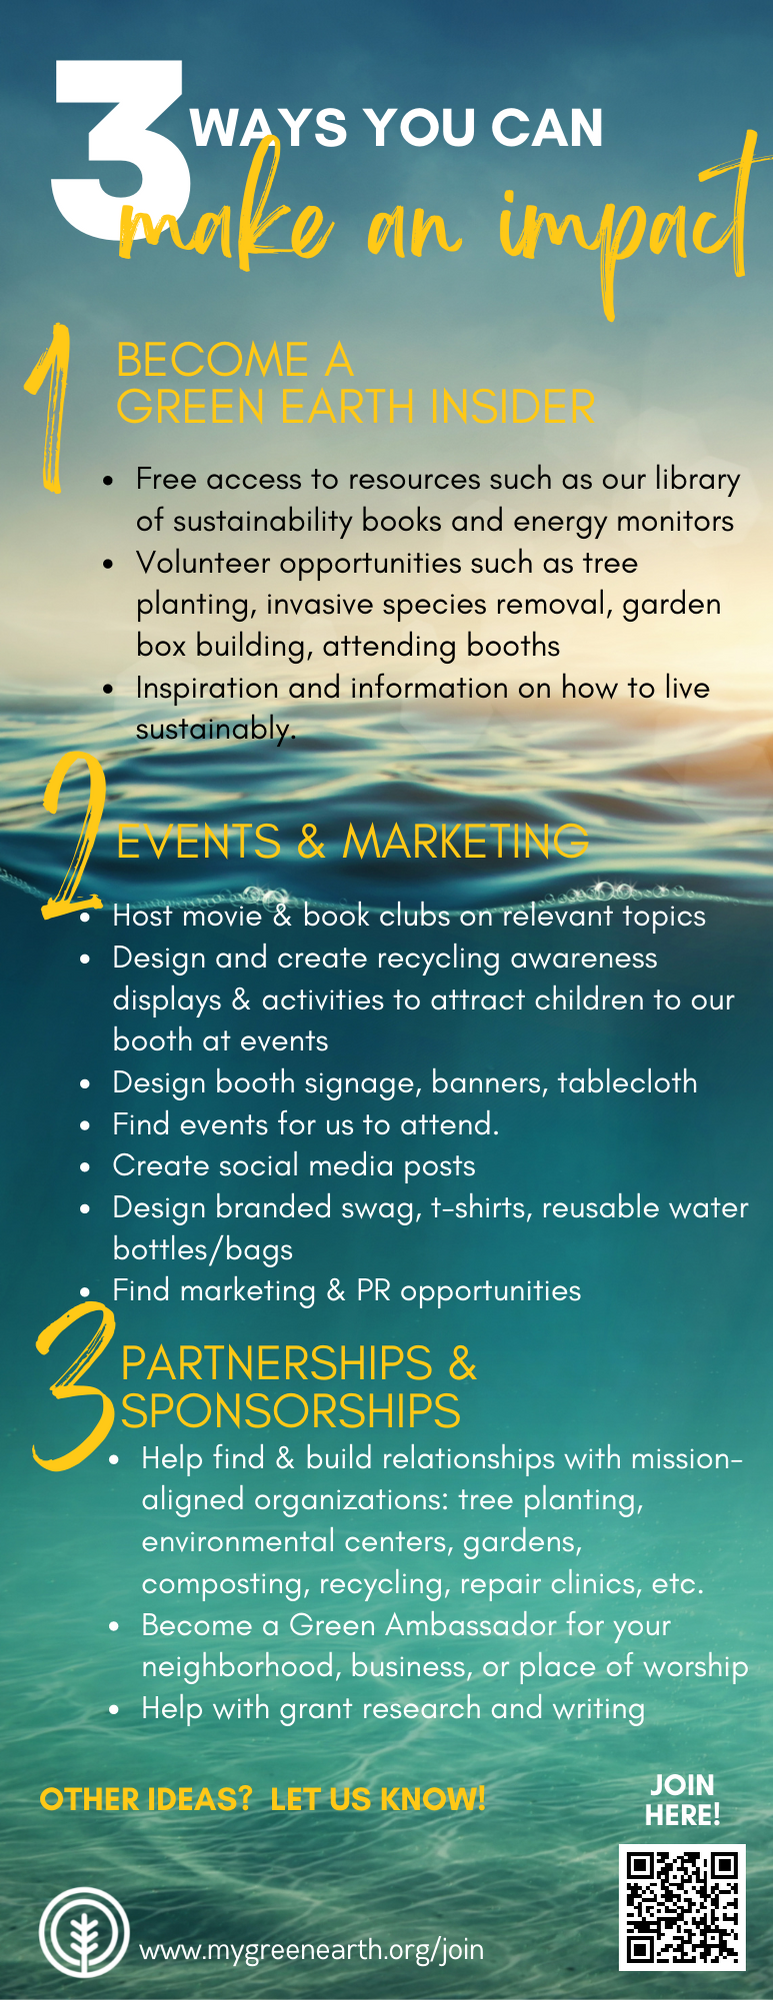 3 WAYS YOU CAN
make an impact
1 BECOME A
GREEN EARTH INSIDER
• Free access to resources such as our library
of sustainability books and energy monitors
• Volunteer opportunities such as tree
planting, invasive species removal, garden
box building, attending booths
• Inspiration and information on how to live
sustainably.
2 EVENTS & MARKETING
• Host movie & book clubs on relevant topics
• Design and create recycling awareness
displays & activities to attract children to our
booth at events
• Design booth signage, banners, tablecloth
• Find events for us to attend.
• Create social media posts
• Design branded swag, t-shirts, reusable water
bottles/bags
• Find marketing & PR opportunities
3 PARTNERSHIPS &
SPONSORSHIPS
• Help find & build relationships with mission-
aligned organizations: tree planting,
environmental centers, gardens,
composting, recycling, repair clinics, etc.
• Become a Green Ambassador for your
neighborhood, business, or place of worship
• Help with grant research and writing
OTHER IDEAS? LET US KNOW!
JOIN
HERE!
www.mygreenearth.org/join